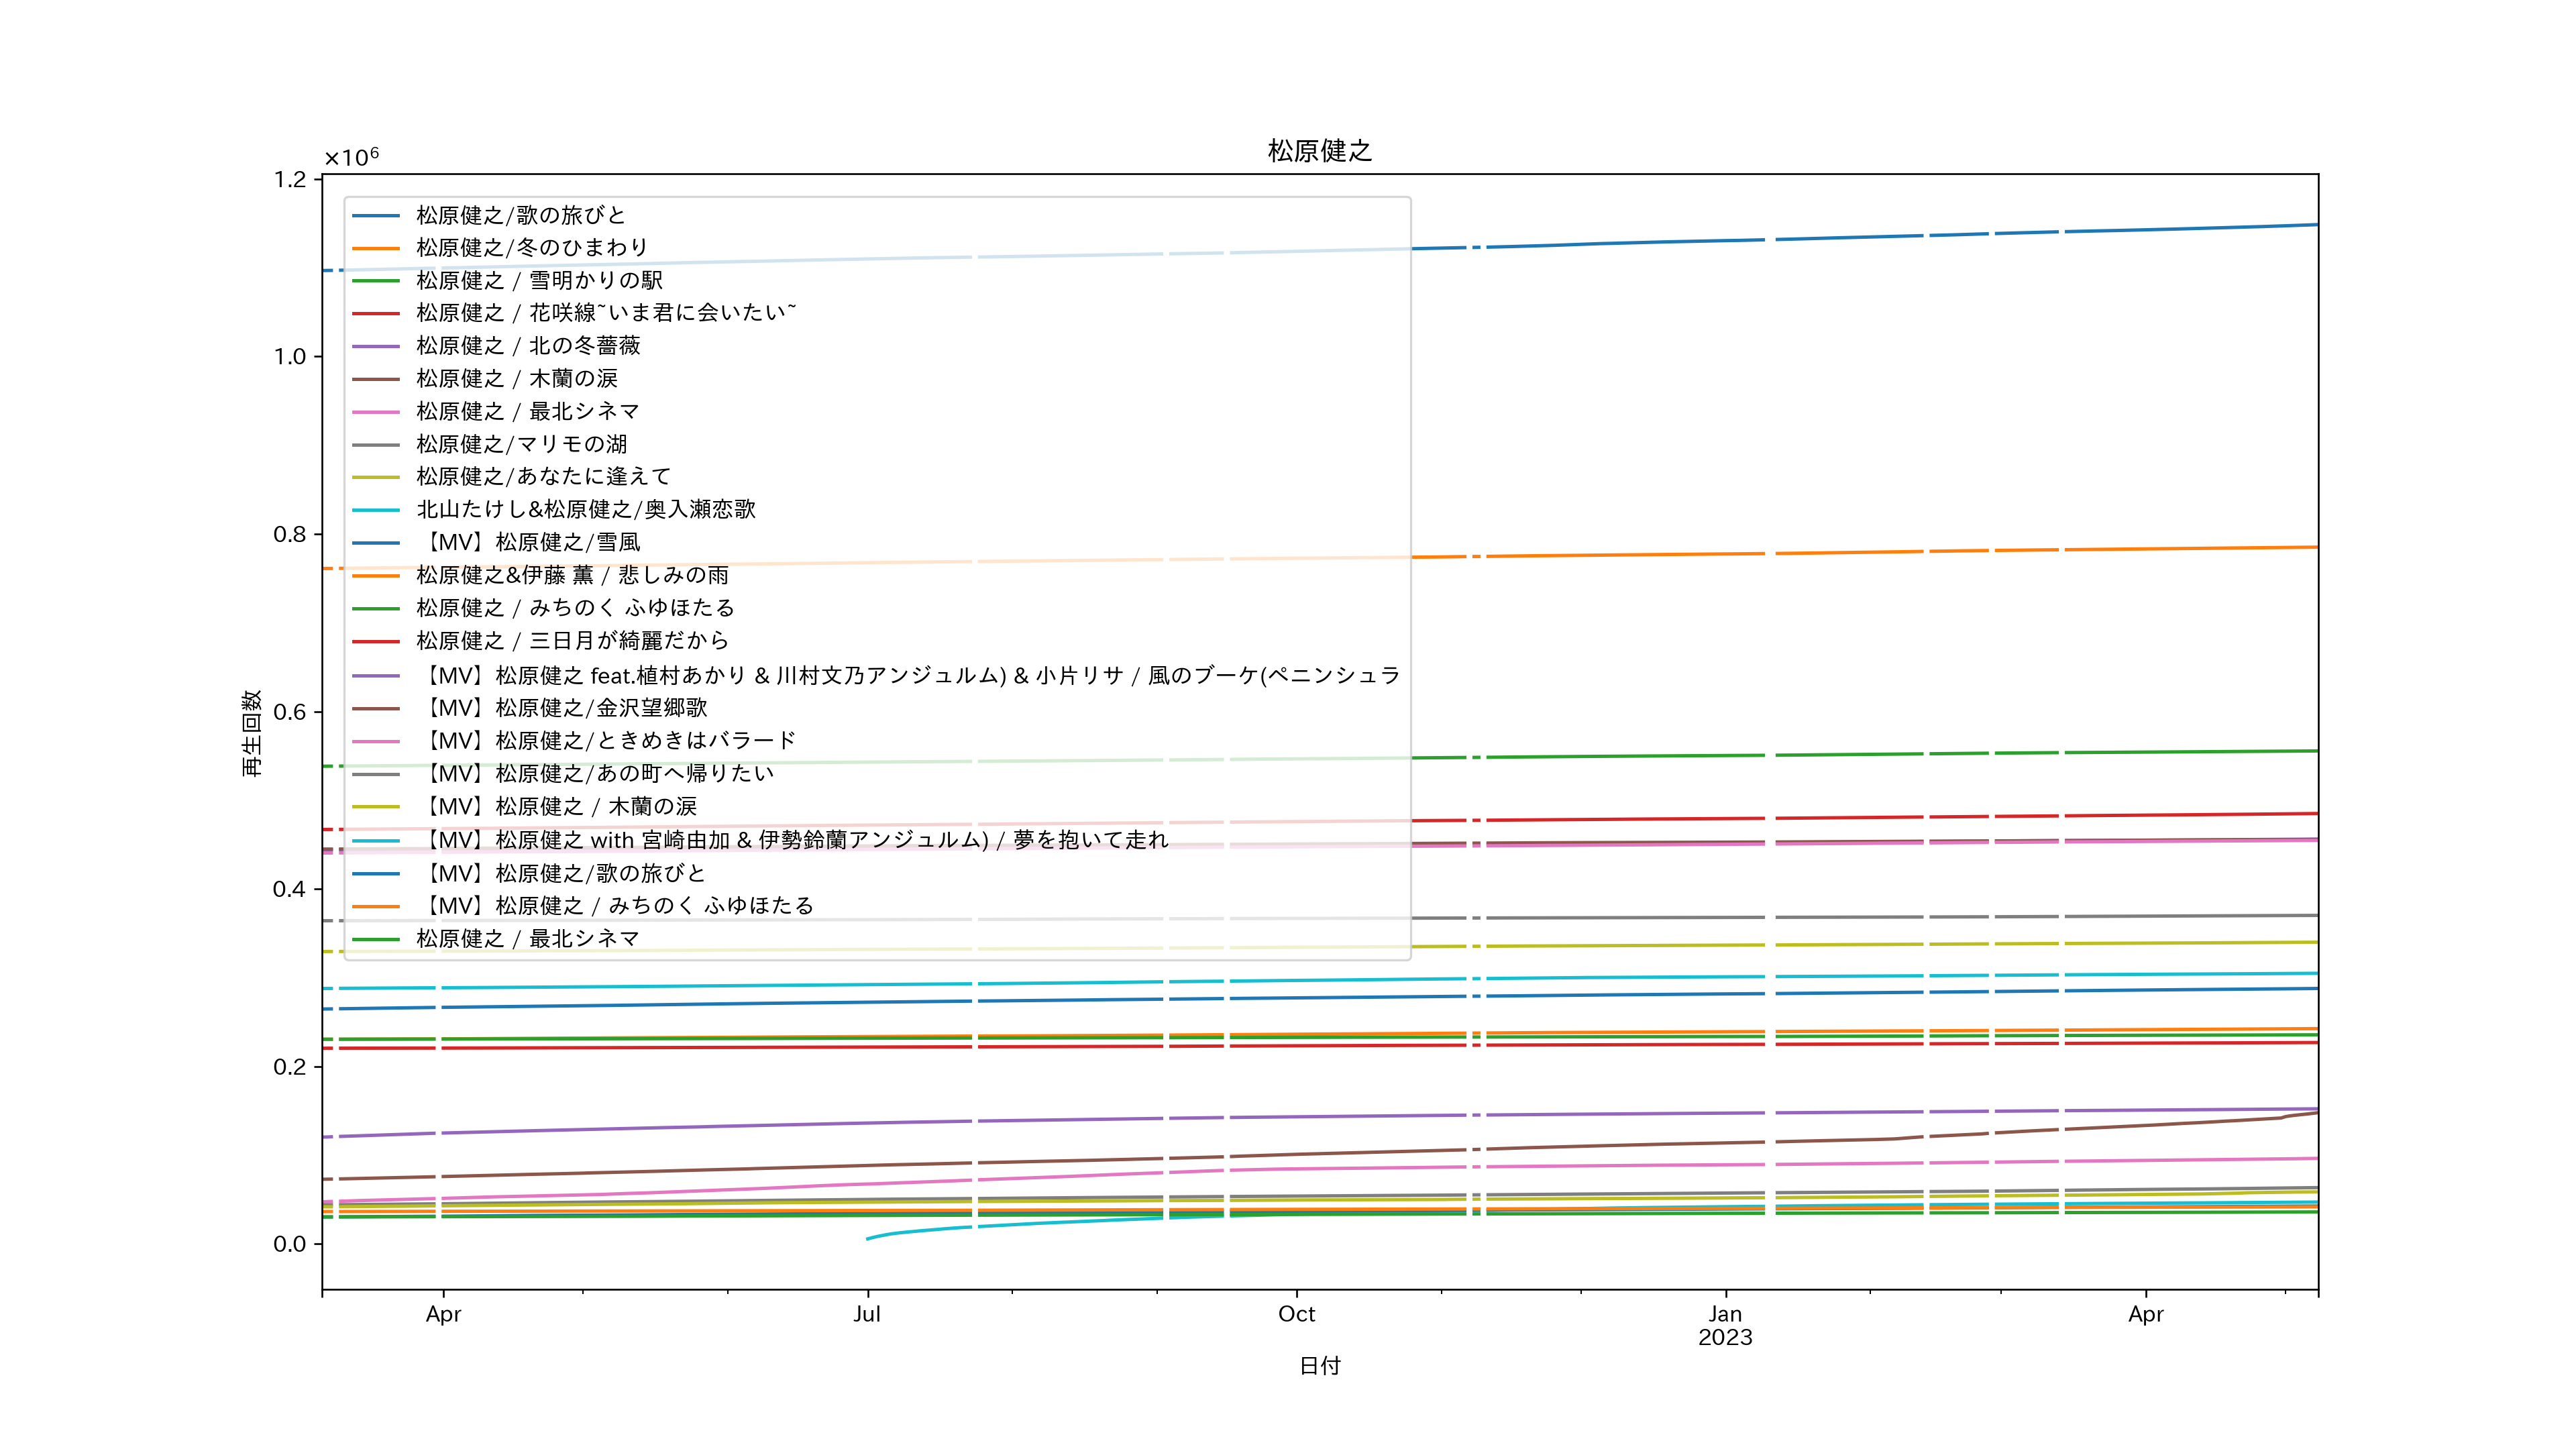 松原健之
×10⁶
1.2
1.0
0.8
0.6
0.4
0.2
0.0
再生回数
松原健之/歌の旅びと
松原健之/冬のひまわり
松原健之 / 雪明かりの駅
松原健之 / 花咲線~いま君に会いたい~
松原健之 / 北の冬薔薇
松原健之 / 木蘭の涙
松原健之 / 最北シネマ
松原健之/マリモの湖
松原健之/あなたに逢えて
北山たけし&松原健之/奥入瀬恋歌
【MV】松原健之/雪風
松原健之&伊藤 薫 / 悲しみの雨
松原健之 / みちのく ふゆほたる
松原健之 / 三日月が綺麗だから
【MV】松原健之 feat.植村あかり & 川村文乃アンジュルム) & 小片リサ / 風のブーケ(ペニンシュラ
【MV】松原健之/金沢望郷歌
【MV】松原健之/ときめきはバラード
【MV】松原健之/あの町へ帰りたい
【MV】松原健之 / 木蘭の涙
【MV】松原健之 with 宮崎由加 & 伊勢鈴蘭アンジュルム) / 夢を抱いて走れ
【MV】松原健之/歌の旅びと
【MV】松原健之 / みちのく ふゆほたる
松原健之 / 最北シネマ
Apr
Jul
Oct
Jan
2023
Apr
日付